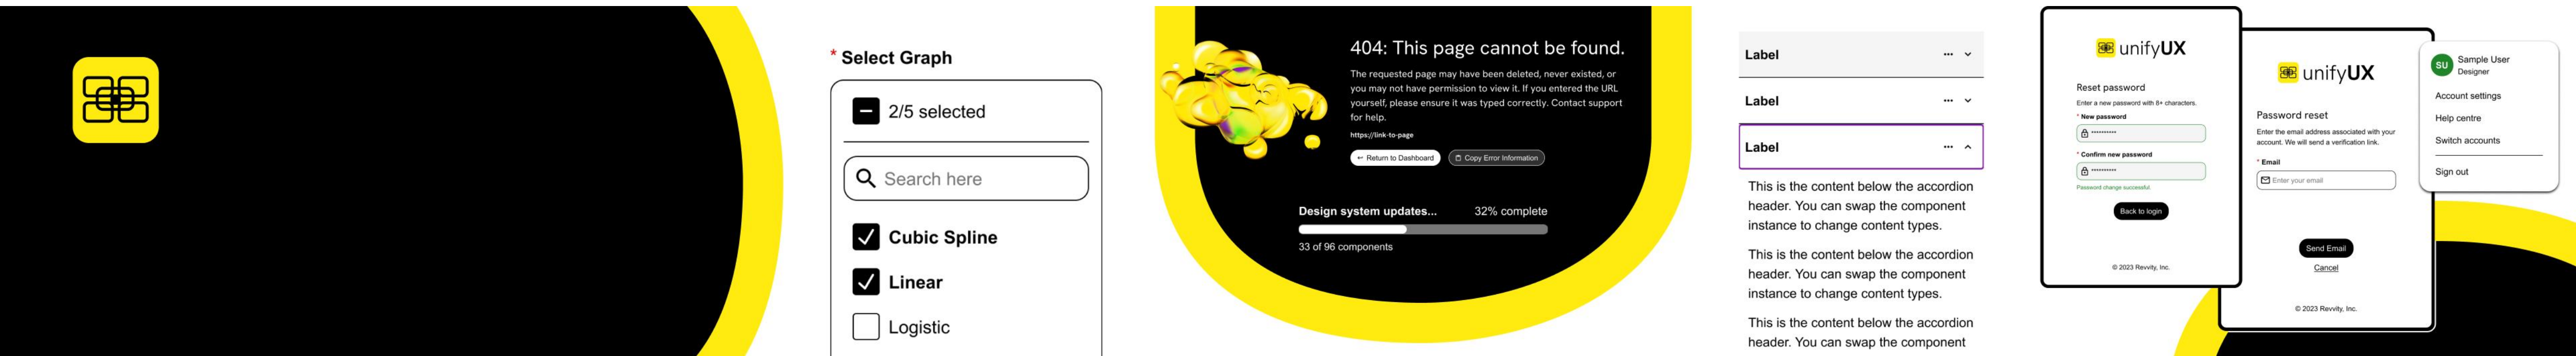 * Select Graph
2/5 selected
Search here
Cubic Spline
Linear
Logistic
404: This page cannot be found.
The requested page may have been deleted, never existed, or
you may not have permission to view it. If you entered the URL
yourself, please ensure it was typed correctly. Contact support
for help.
https://link-to-page
Return to Dashboard
Copy Error Information
Design system updates... 32% complete
33 of 96 components
Label
Label
Label
This is the content below the accordion
header. You can swap the component
instance to change content types.
This is the content below the accordion
header. You can swap the component
instance to change content types.
This is the content below the accordion
header. You can swap the component
unifyUX
Reset password
Enter a new password with 8+ characters.
* New password
* Confirm new password
Password change successful.
Back to login
© 2023 Revvity, Inc.
unifyUX
Password reset
Enter the email address associated with your
account. We will send a verification link.
* Email
Enter your email
Send Email
Cancel
© 2023 Revvity, Inc.
SU
Sample User
Designer
Account settings
Help centre
Switch accounts
Sign out